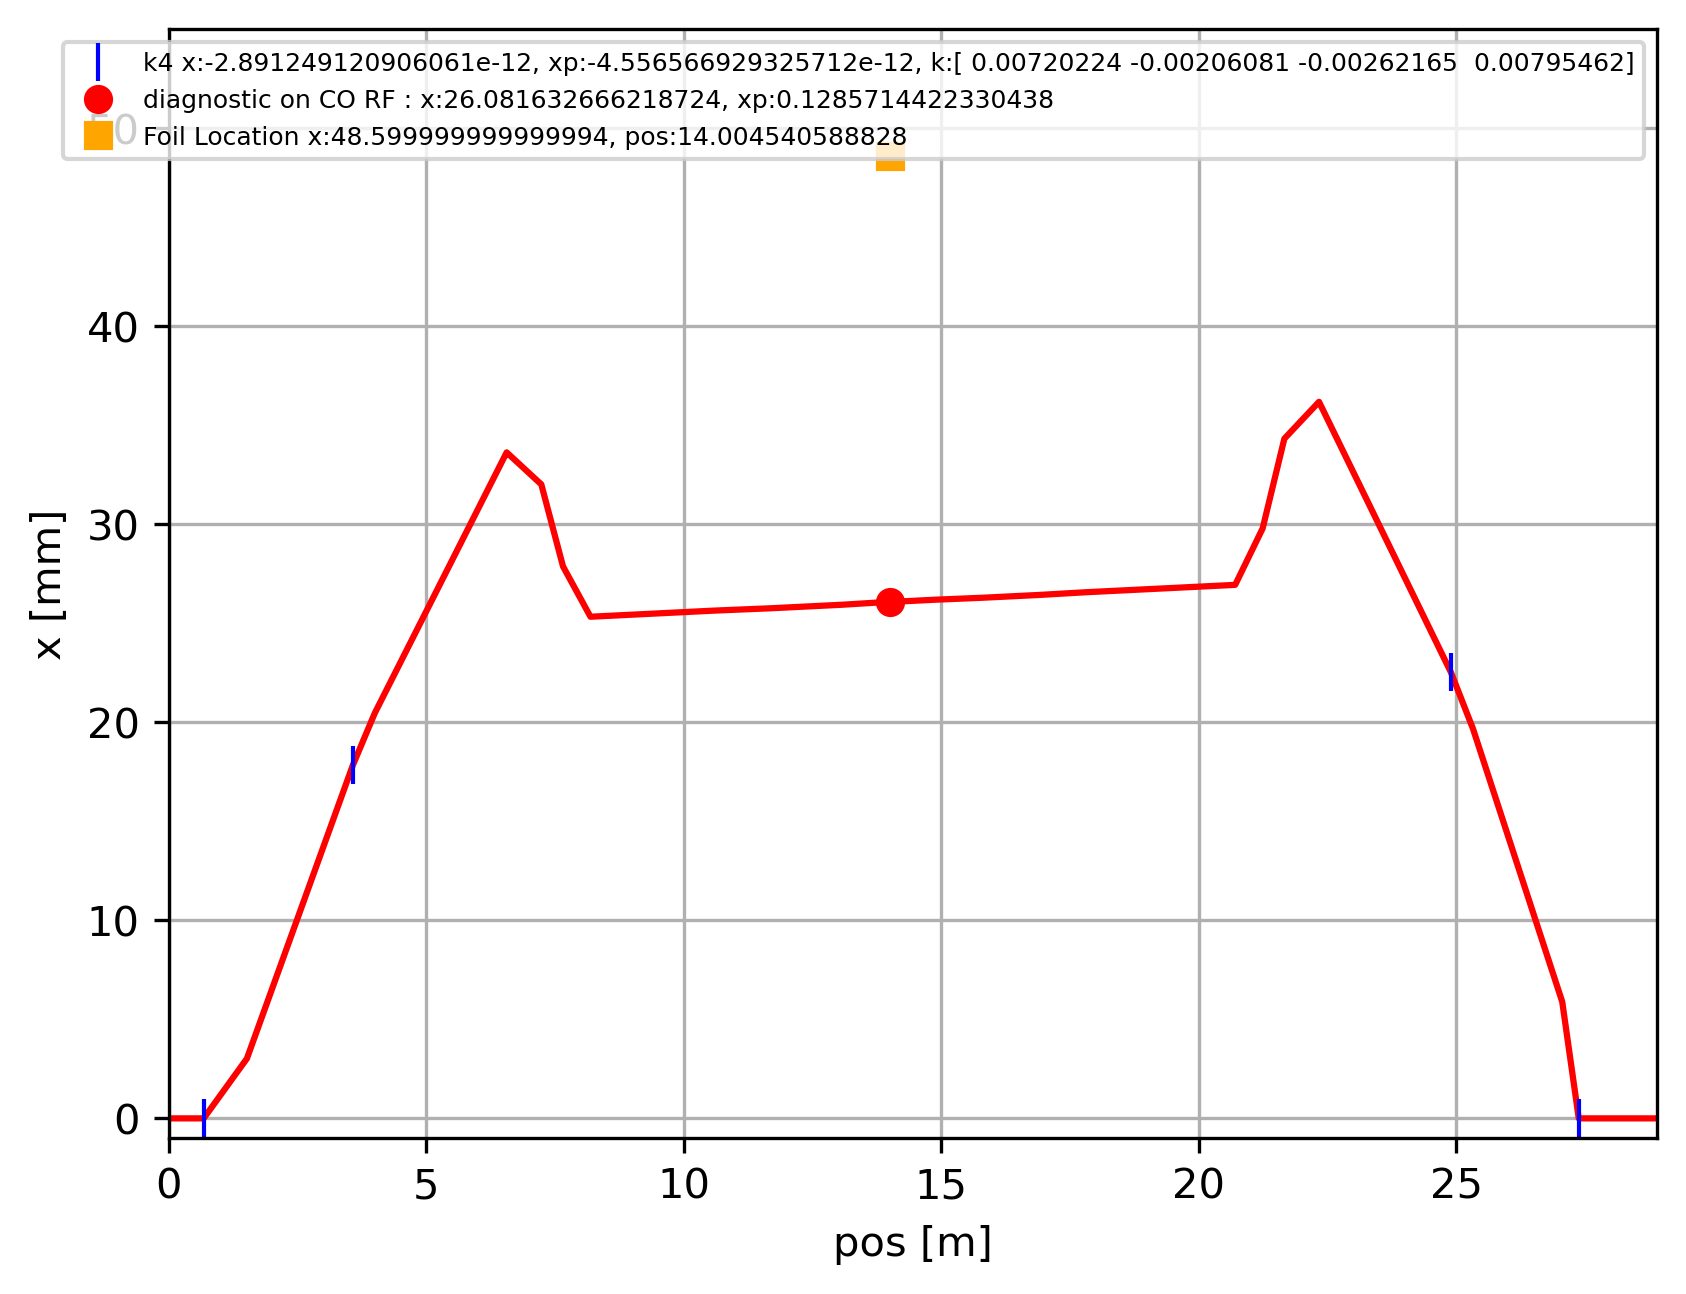 k4 x:-2.891249120906061e-12, xp:-4.556566929325712e-12, k:[ 0.00720224 -0.00206081 -0.00262165  0.00795462]
diagnostic on CO RF : x:26.081632666218724, xp:0.1285714422330438
Foil Location x:48.599999999999994, pos:14.004540588828
50
40
30
20
10
0
x [mm]
0 5 10 15 20 25
pos [m]